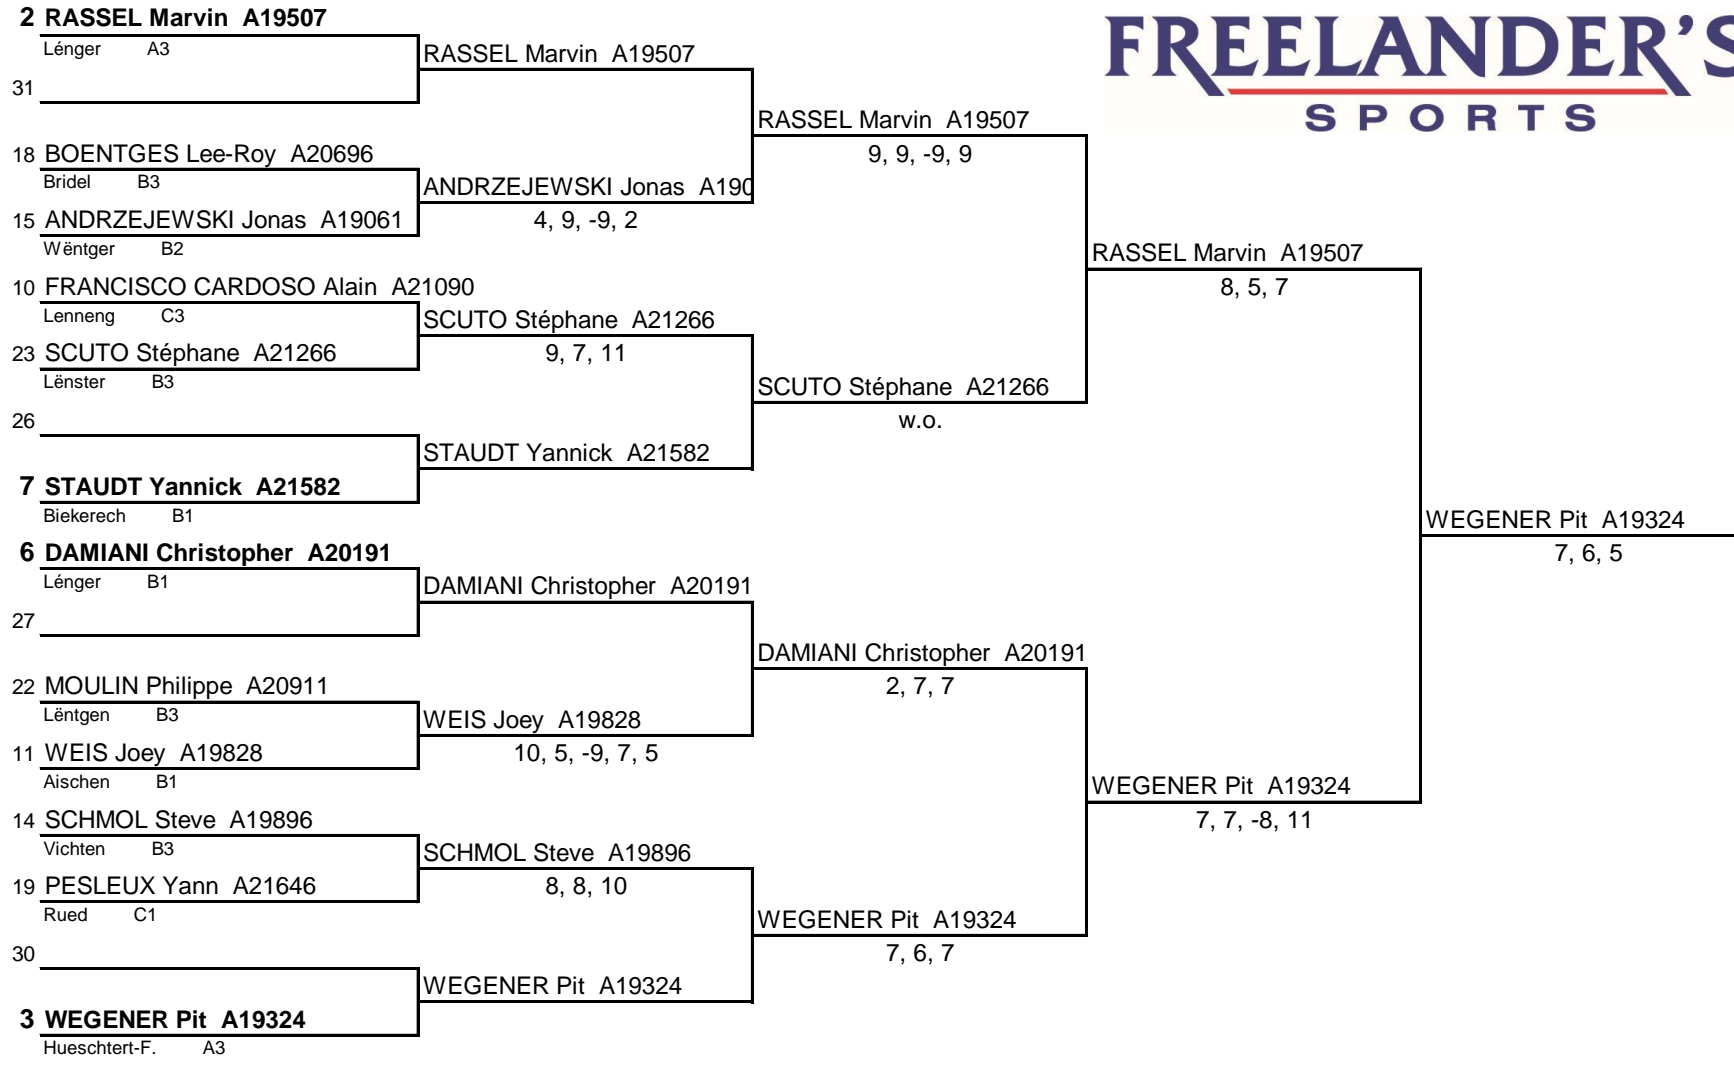 2 RASSEL Marvin A19507
FREELANDER'S
SPORTS
Lénger A3
RASSEL Marvin A19507
31
RASSEL Marvin A19507
18 BOENTGES Lee-Roy A20696
9, 9, -9, 9
Bridel B3
ANDRZEJEWSKI Jonas A190
15 ANDRZEJEWSKI Jonas A19061
4, 9, -9, 2
Wëntger B2
RASSEL Marvin A19507
10 FRANCISCO CARDOSO Alain A21090
8, 5, 7
Lenneng C3
SCUTO Stéphane A21266
23 SCUTO Stéphane A21266
9, 7, 11
Lënster B3
SCUTO Stéphane A21266
26
w.o.
STAUDT Yannick A21582
7 STAUDT Yannick A21582
Biekerech B1
WEGENER Pit A19324
6 DAMIANI Christopher A20191
7, 6, 5
Lénger B1
DAMIANI Christopher A20191
27
DAMIANI Christopher A20191
22 MOULIN Philippe A20911
2, 7, 7
Lëntgen B3
WEIS Joey A19828
11 WEIS Joey A19828
10, 5, -9, 7, 5
Aischen B1
WEGENER Pit A19324
14 SCHMOL Steve A19896
7, 7, -8, 11
Vichten B3
SCHMOL Steve A19896
19 PESLEUX Yann A21646
8, 8, 10
Rued C1
WEGENER Pit A19324
30
7, 6, 7
WEGENER Pit A19324
3 WEGENER Pit A19324
Hueschtert-F. A3